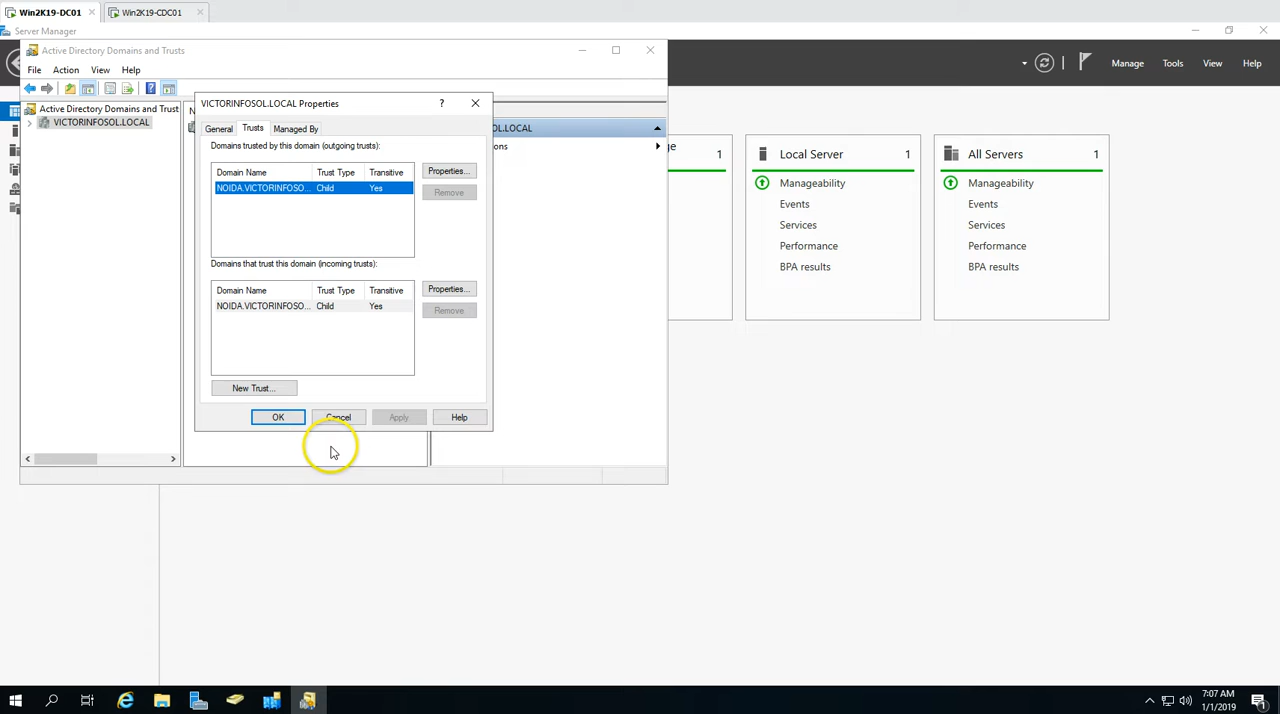 Win2K19-DC01
Win2K19-CDC01
Server Manager
Active Directory Domains and Trusts
File Action View Help
Manage Tools View Help
Active Directory Domains and Trust
VICTORINFOSOL.LOCAL
N
OL.LOCAL
ons
VICTORINFOSOL.LOCAL Properties
?
General Trusts Managed By
Domains trusted by this domain (outgoing trusts):
Domain Name Trust Type Transitive
NOIDA.VICTORINFOSO... Child Yes
Properties...
Remove
Domains that trust this domain (incoming trusts):
Domain Name Trust Type Transitive
NOIDA.VICTORINFOSO... Child Yes
Properties...
Remove
New Trust...
OK Cancel Apply Help
ge 1
Local Server 1
Manageability
Events
Services
Performance
BPA results
All Servers 1
Manageability
Events
Services
Performance
BPA results
7:07 AM
1/1/2019
1